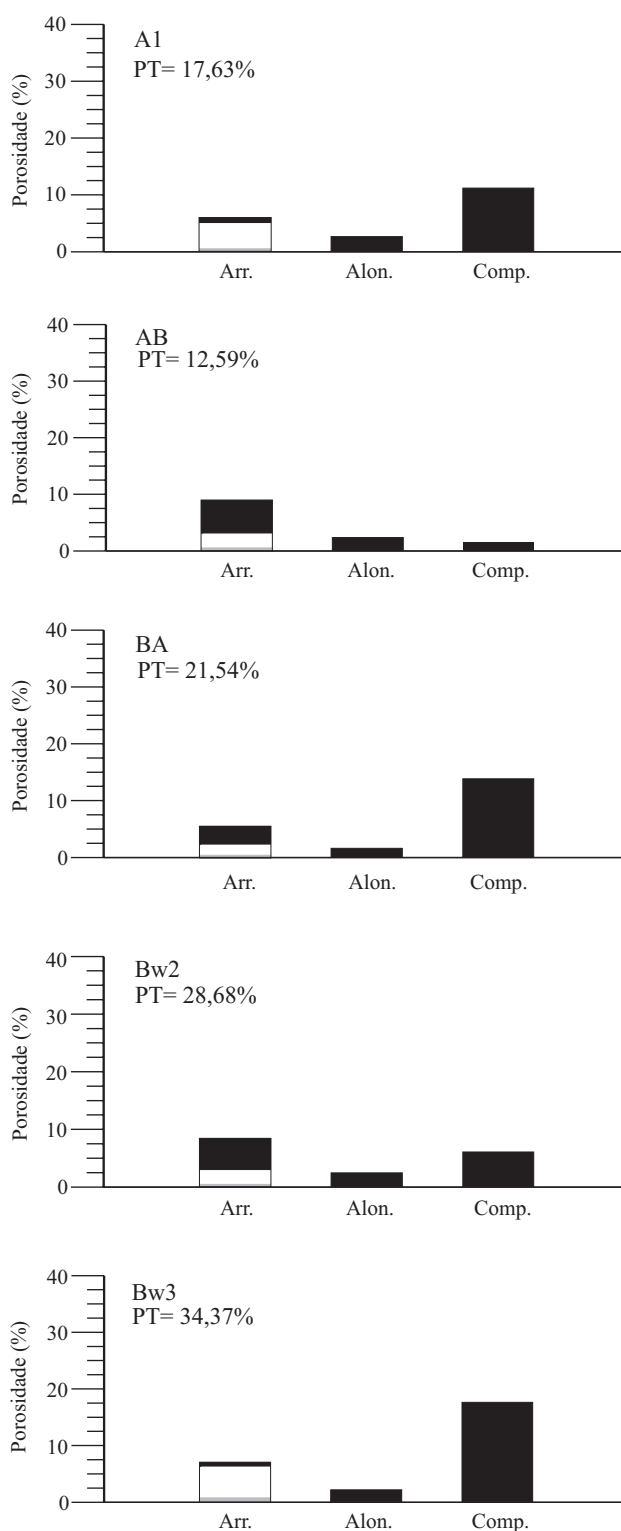 40
A1
PT= 17,63%
30
20
10
0
Porosidade (%)
Arr. Alon. Comp.
40
AB
PT= 12,59%
30
20
10
0
Porosidade (%)
Arr. Alon. Comp.
40
BA
PT= 21,54%
30
20
10
0
Porosidade (%)
Arr. Alon. Comp.
40
Bw2
PT= 28,68%
30
20
10
0
Porosidade (%)
Arr. Alon. Comp.
40
Bw3
PT= 34,37%
30
20
10
0
Porosidade (%)
Arr. Alon. Comp.